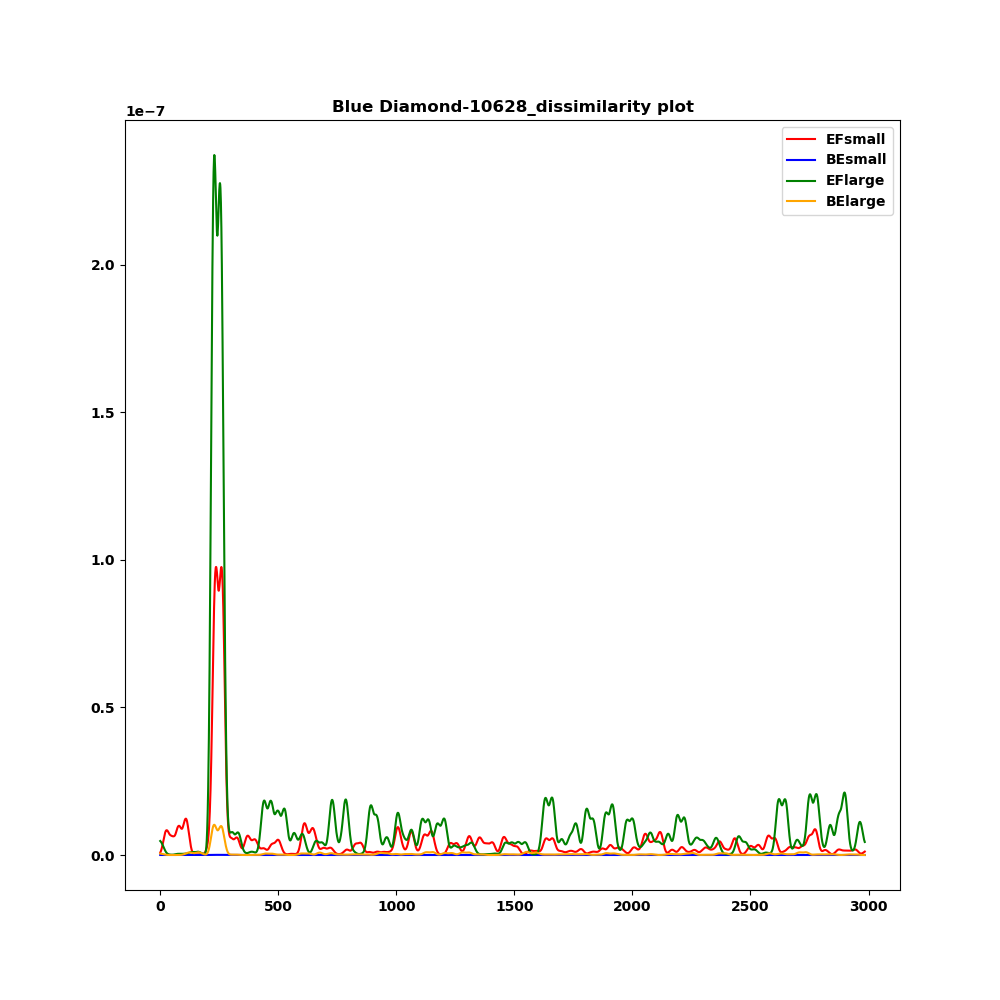 Blue Diamond-10628_dissimilarity plot
1e−7
EFsmall
BEsmall
EFlarge
BElarge
2.0
1.5
1.0
0.5
0.0
0 500 1000 1500 2000 2500 3000